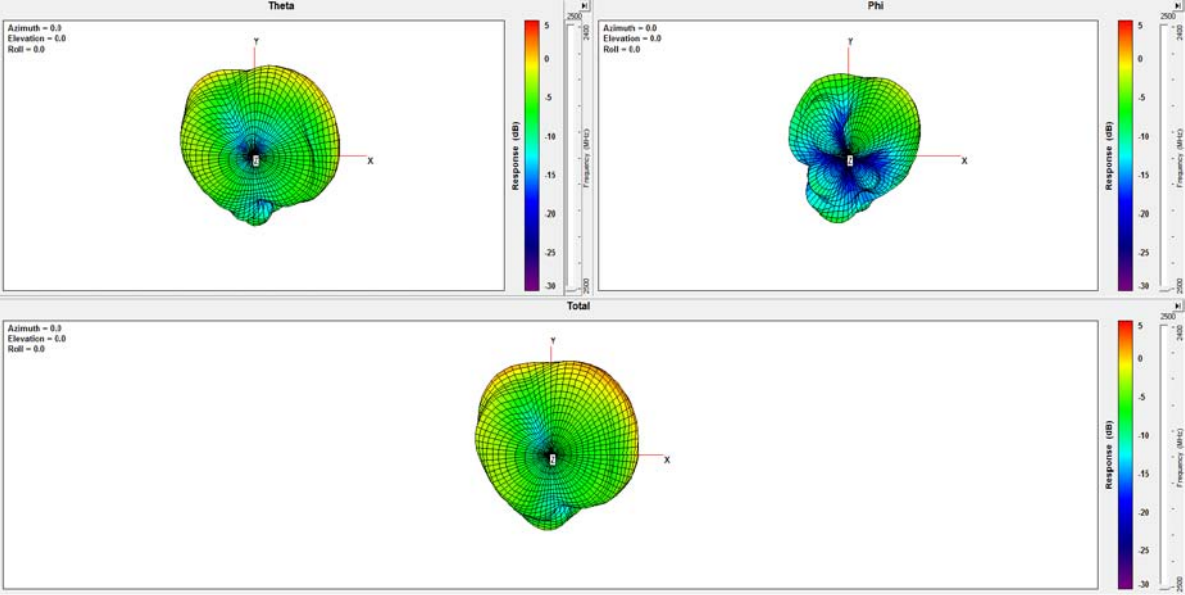 Theta
Azimuth = 0.0
Elevation = 0.0
Roll = 0.0
Y
X
Z
Response (dB)
5
0
-5
-10
-15
-20
-25
-30
2500
2400
Frequency (MHz)
2500
Phi
Azimuth = 0.0
Elevation = 0.0
Roll = 0.0
Y
X
Z
Response (dB)
5
0
-5
-10
-15
-20
-25
-30
2500
2400
Frequency (MHz)
2500
Total
Azimuth = 0.0
Elevation = 0.0
Roll = 0.0
Y
X
Z
Response (dB)
5
0
-5
-10
-15
-20
-25
-30
2500
2400
Frequency (MHz)
2500